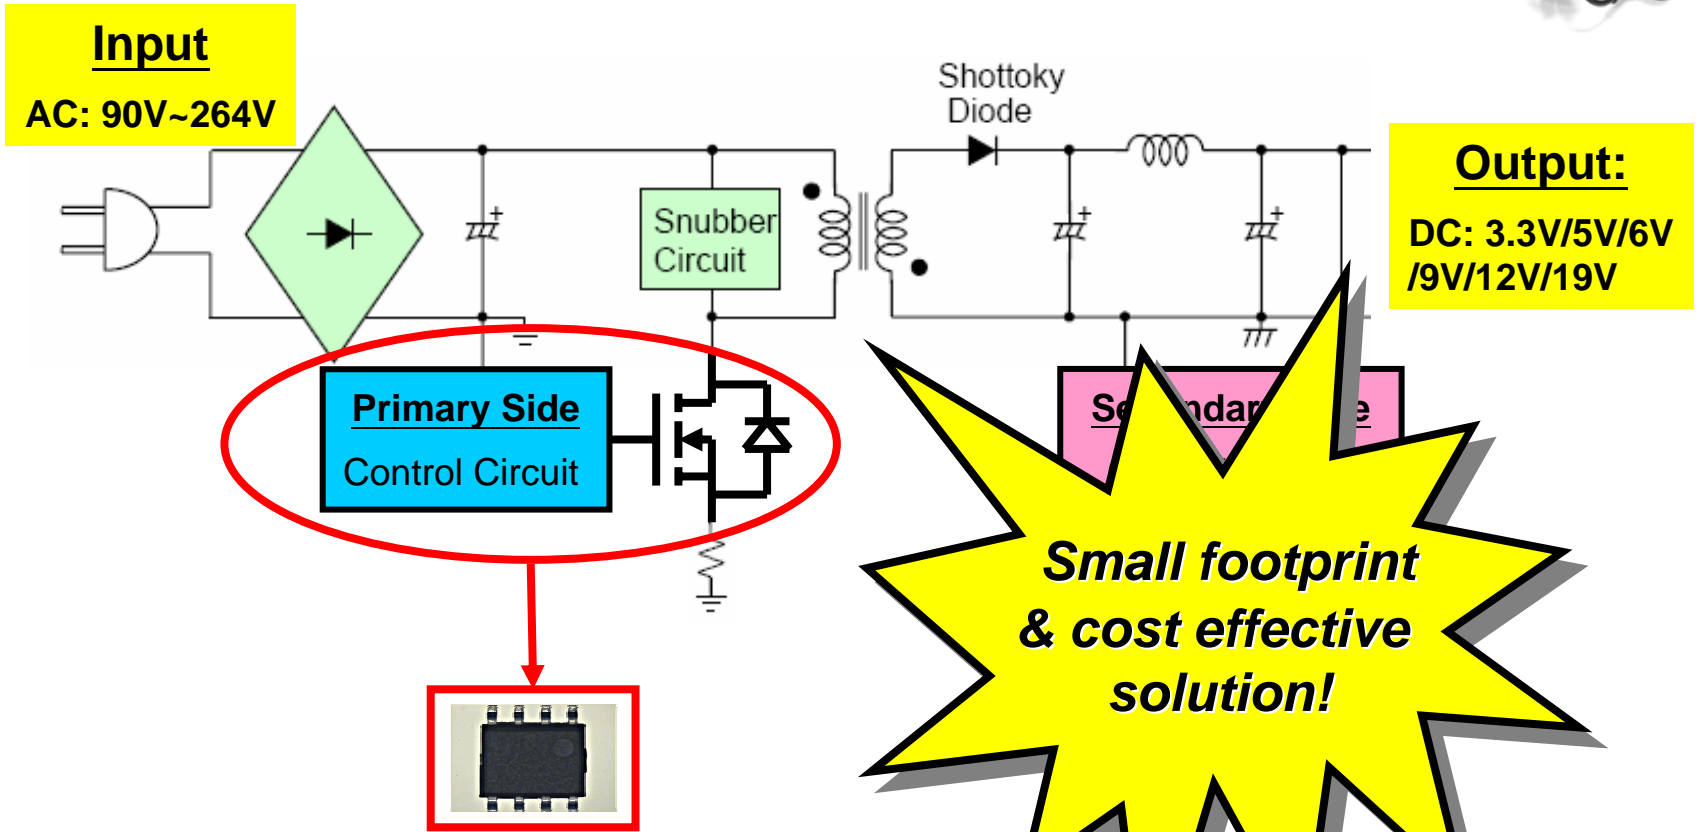 Input
AC: 90V~264V
Shottoky
Diode
Output:
DC: 3.3V/5V/6V
/9V/12V/19V
Snubber
Circuit
+
+
+
Primary Side
Control Circuit
Small footprint
& cost effective
solution!